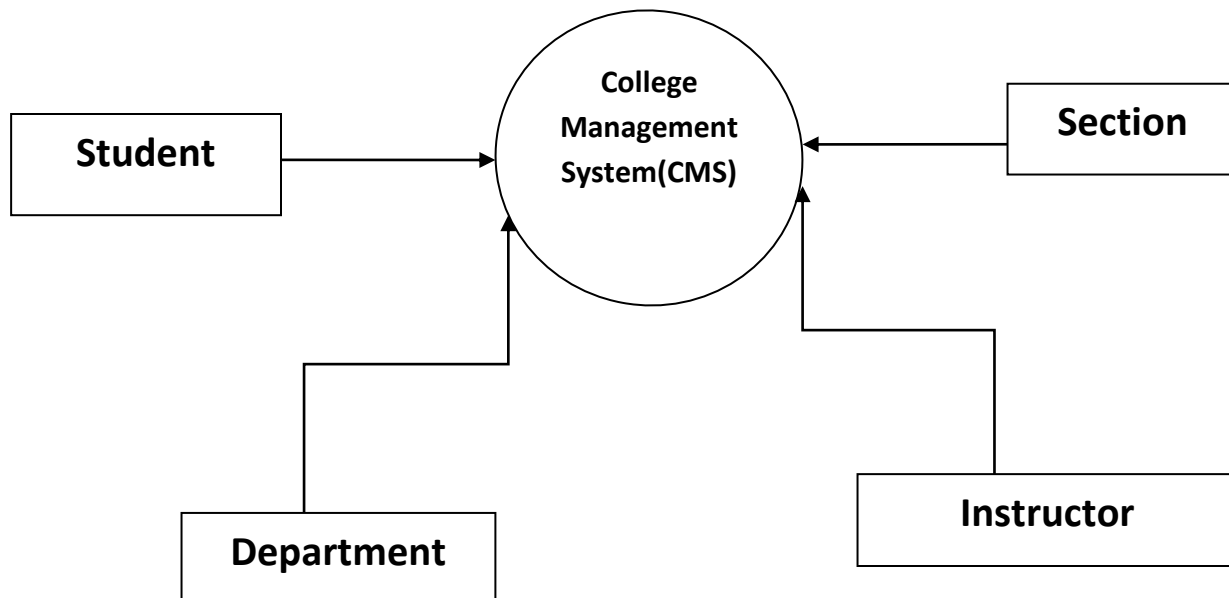 College
Management
System(CMS)
Section
Student
Instructor
Department